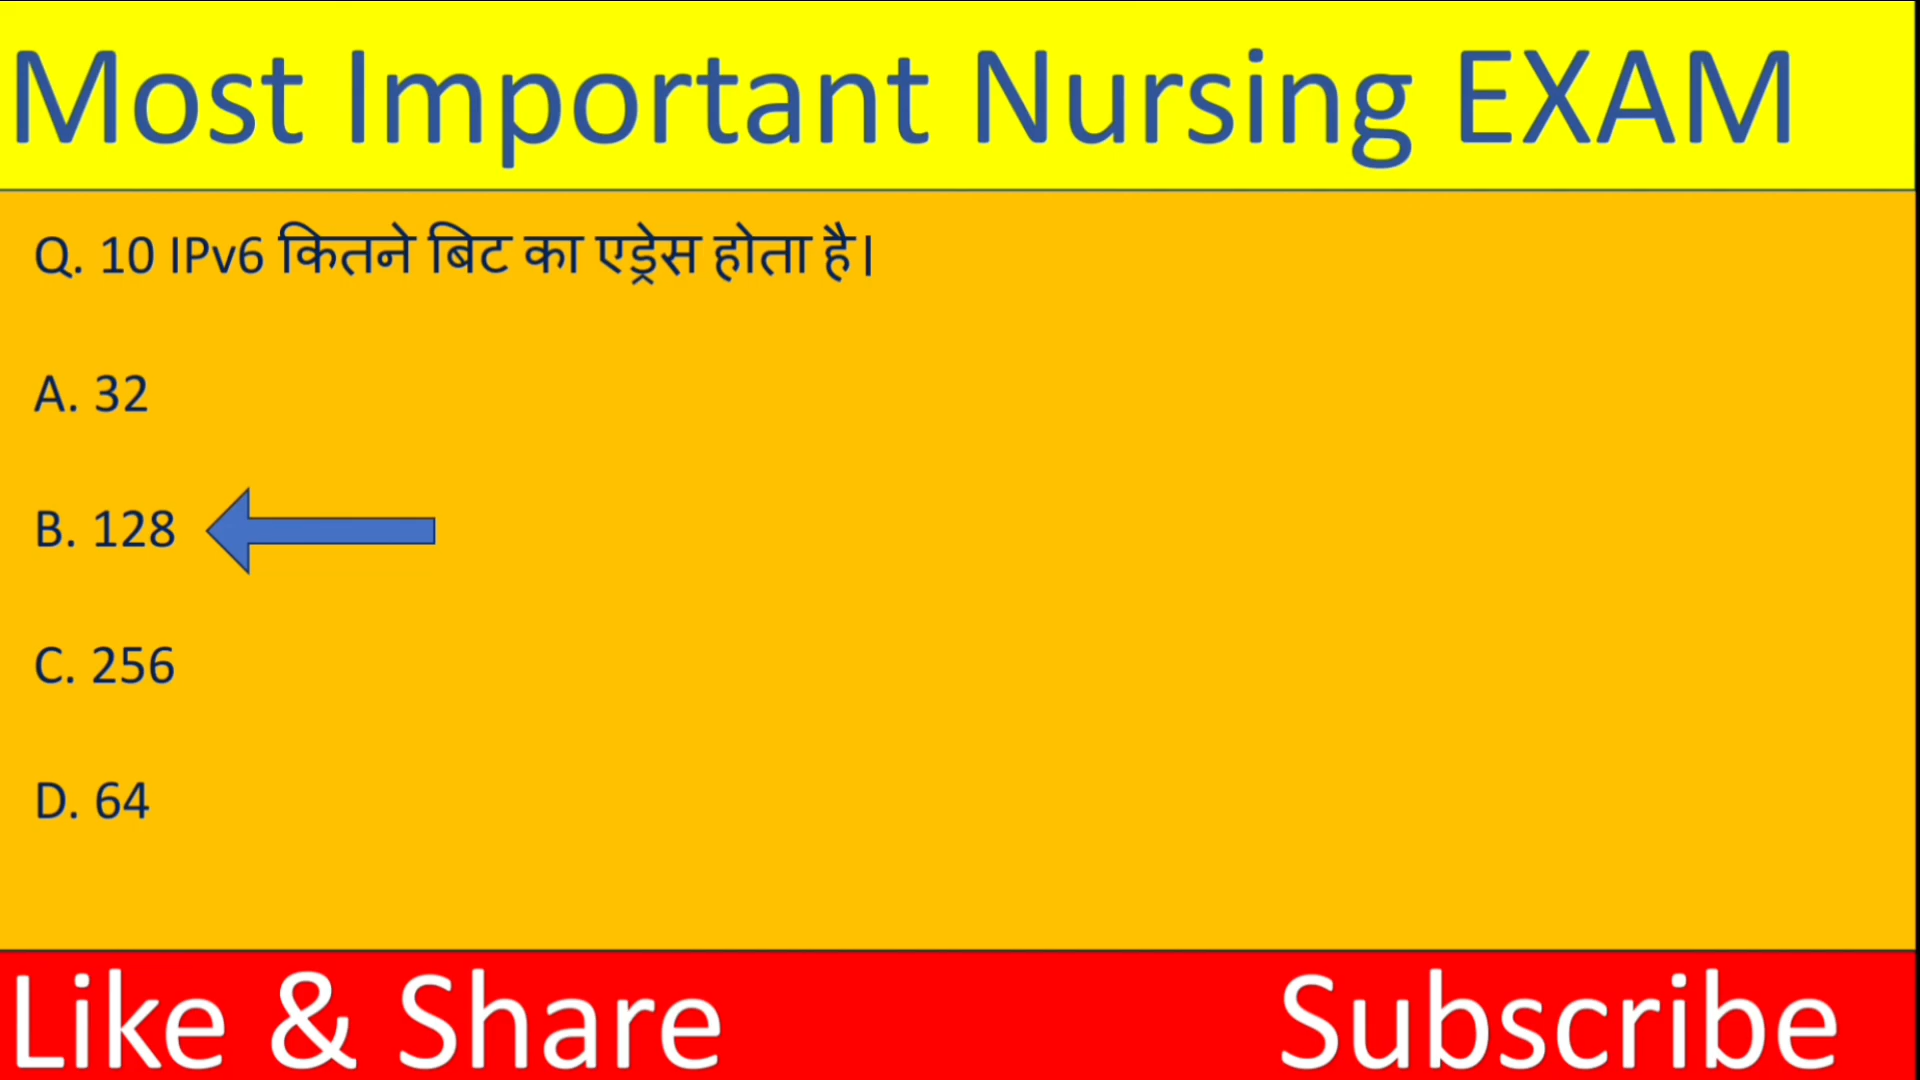 Most Important Nursing EXAM
Q. 10 IPv6 कितने बिट का एड्रेस होता है।
A. 32
B. 128
C. 256
D. 64
Like & Share Subscribe